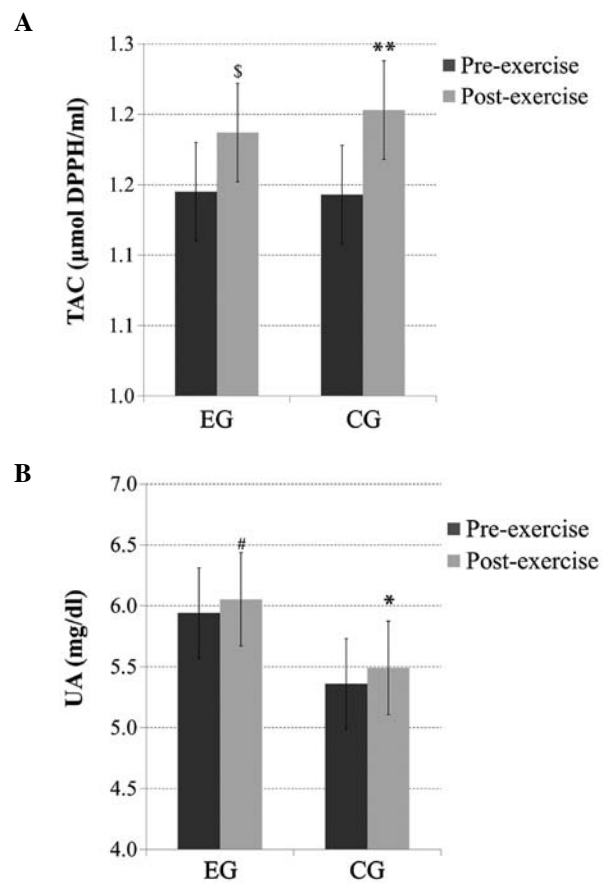 A
1.3
1.2
1.2
1.1
1.1
1.0
TAC (µmol DPPH/ml)
$
**
Pre-exercise
Post-exercise
EG CG
B
7.0
6.5
6.0
5.5
5.0
4.5
4.0
UA (mg/dl)
#
*
Pre-exercise
Post-exercise
EG CG